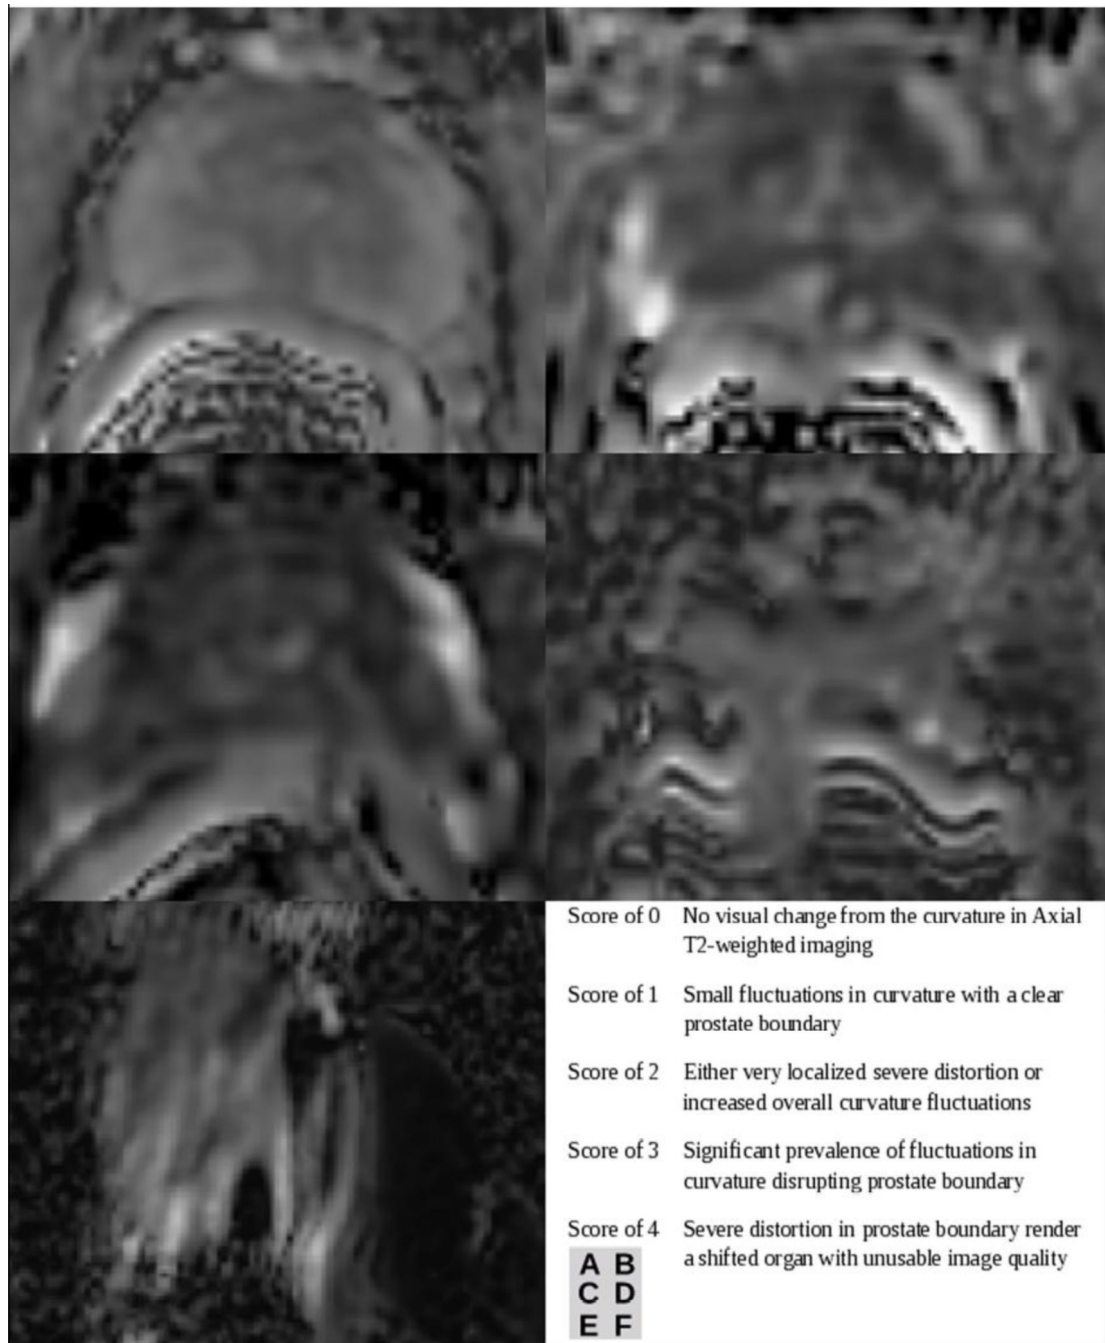 Score of 0 No visual change from the curvature in Axial
T2-weighted imaging
Score of 1 Small fluctuations in curvature with a clear
prostate boundary
Score of 2 Either very localized severe distortion or
increased overall curvature fluctuations
Score of 3 Significant prevalence of fluctuations in
curvature disrupting prostate boundary
Score of 4 Severe distortion in prostate boundary render
a shifted organ with unusable image quality
A B
C D
E F